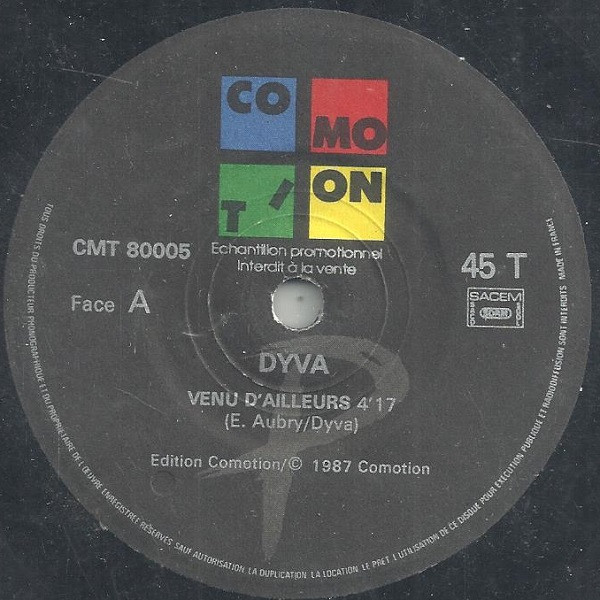 CO
MO
TI
ON
CMT 80005
Echantillon promotionnel
Interdit à la vente
45 T
Face A
SACEM
SDRM
DYVA
VENU D'AILLEURS 4'17
(E. Aubry/Dyva)
Edition Comotion/© 1987 Comotion
TOUS DROITS DU PRODUCTEUR PHONOGRAPHIQUE ET DU PROPRIETAIRE DE L'ŒUVRE ENREGISTREE RESERVES. SAUF AUTORISATION LA DUPLICATION, LA LOCATION, LE PRET, L'UTILISATION DE CE DISQUE POUR EXECUTION PUBLIQUE ET RADIODIFFUSION SONT INTERDITS MADE IN FRANCE